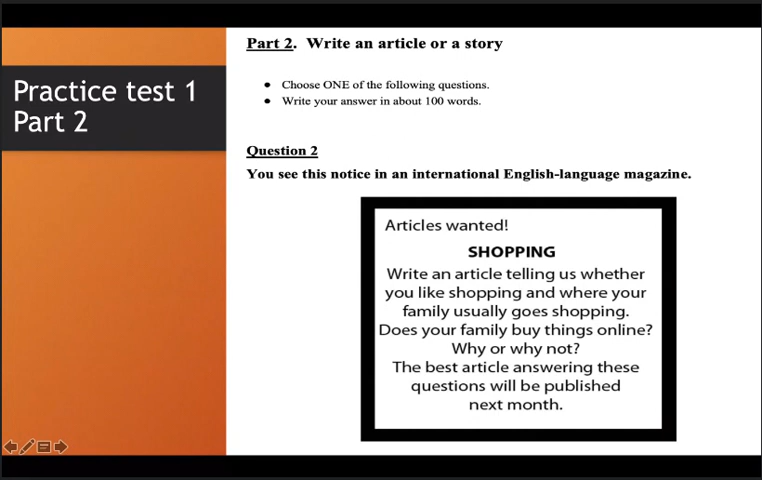 Practice test 1
Part 2
Part 2. Write an article or a story
• Choose ONE of the following questions.
• Write your answer in about 100 words.
Question 2
You see this notice in an international English-language magazine.
Articles wanted!
SHOPPING
Write an article telling us whether
you like shopping and where your
family usually goes shopping.
Does your family buy things online?
Why or why not?
The best article answering these
questions will be published
next month.